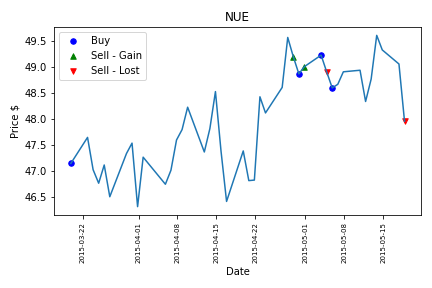 NUE
Buy
Sell - Gain
Sell - Lost
Price $
49.5
49.0
48.5
48.0
47.5
47.0
46.5
2015-03-22
2015-04-01
2015-04-08
2015-04-15
2015-04-22
2015-05-01
2015-05-08
2015-05-15
Date